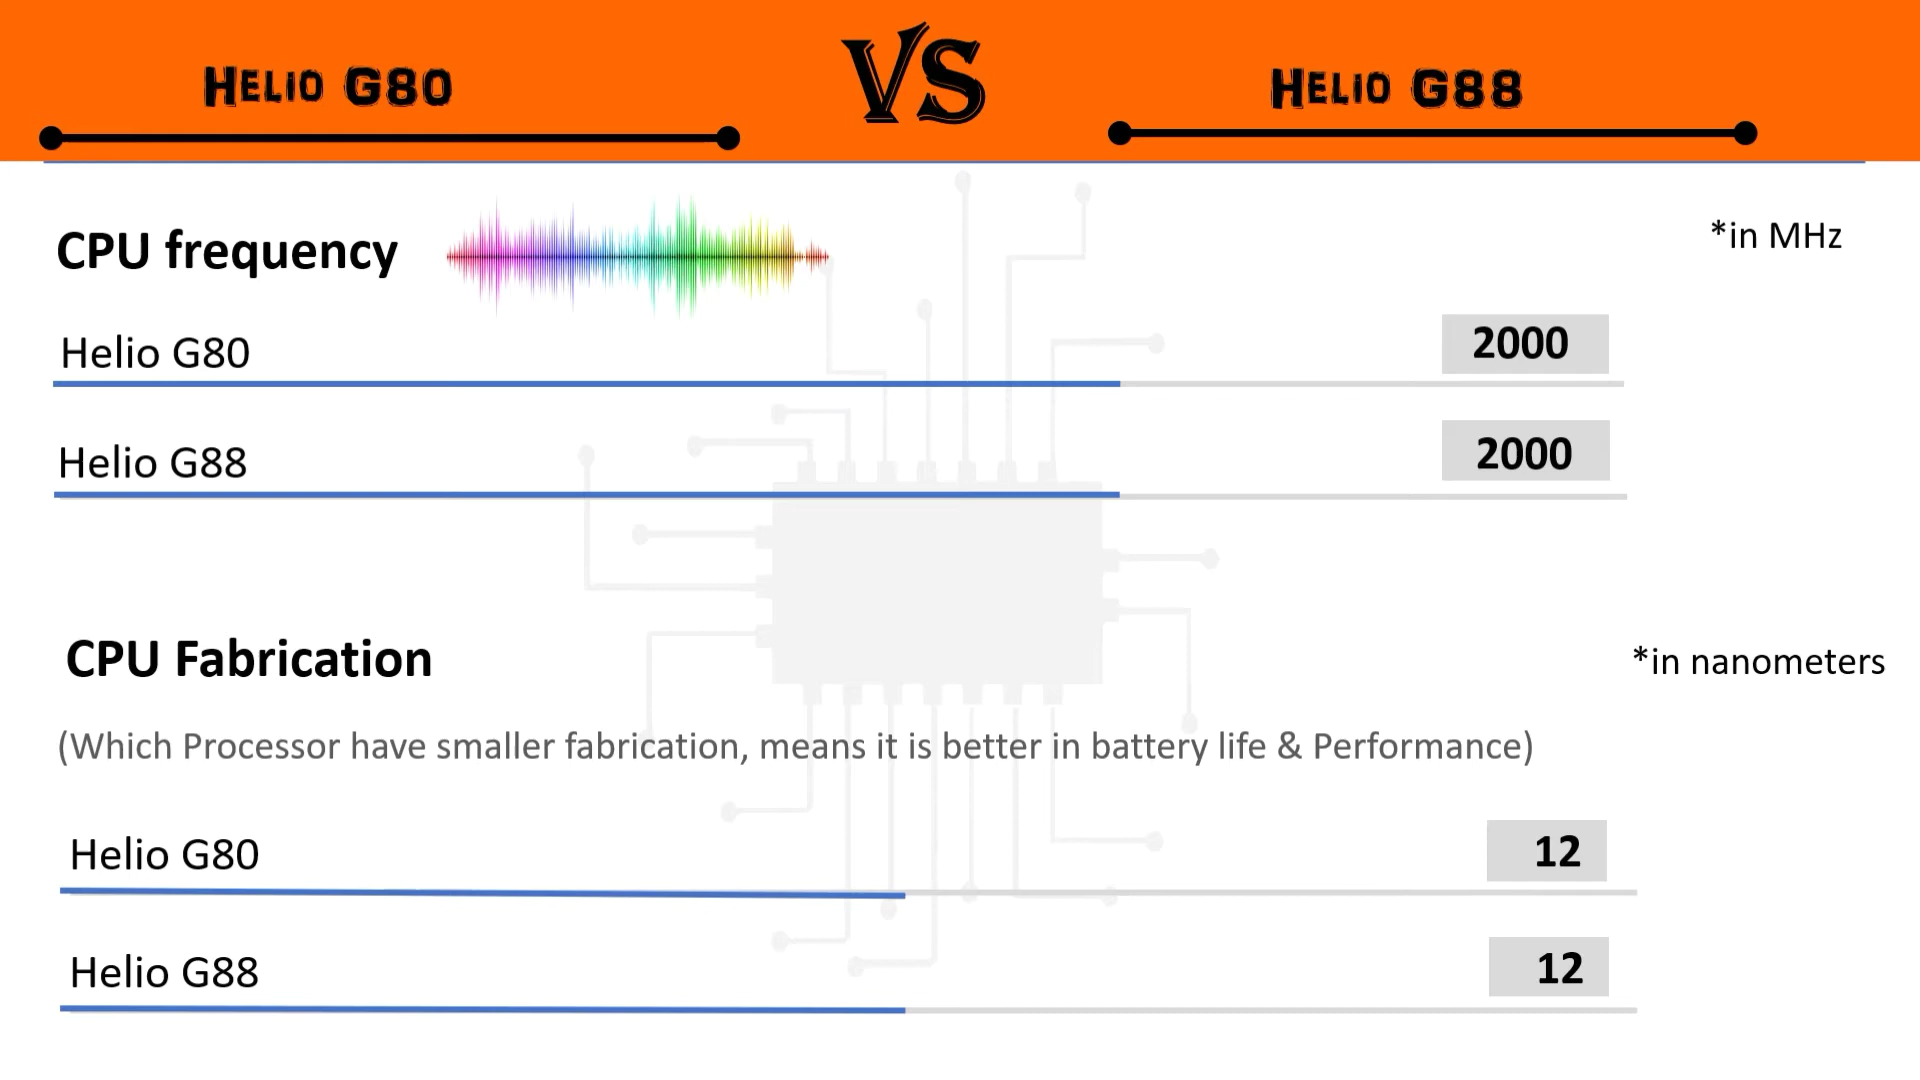 Helio G80
VS
Helio G88
CPU frequency
*in MHz
Helio G80
2000
Helio G88
2000
CPU Fabrication
*in nanometers
(Which Processor have smaller fabrication, means it is better in battery life & Performance)
Helio G80
12
Helio G88
12